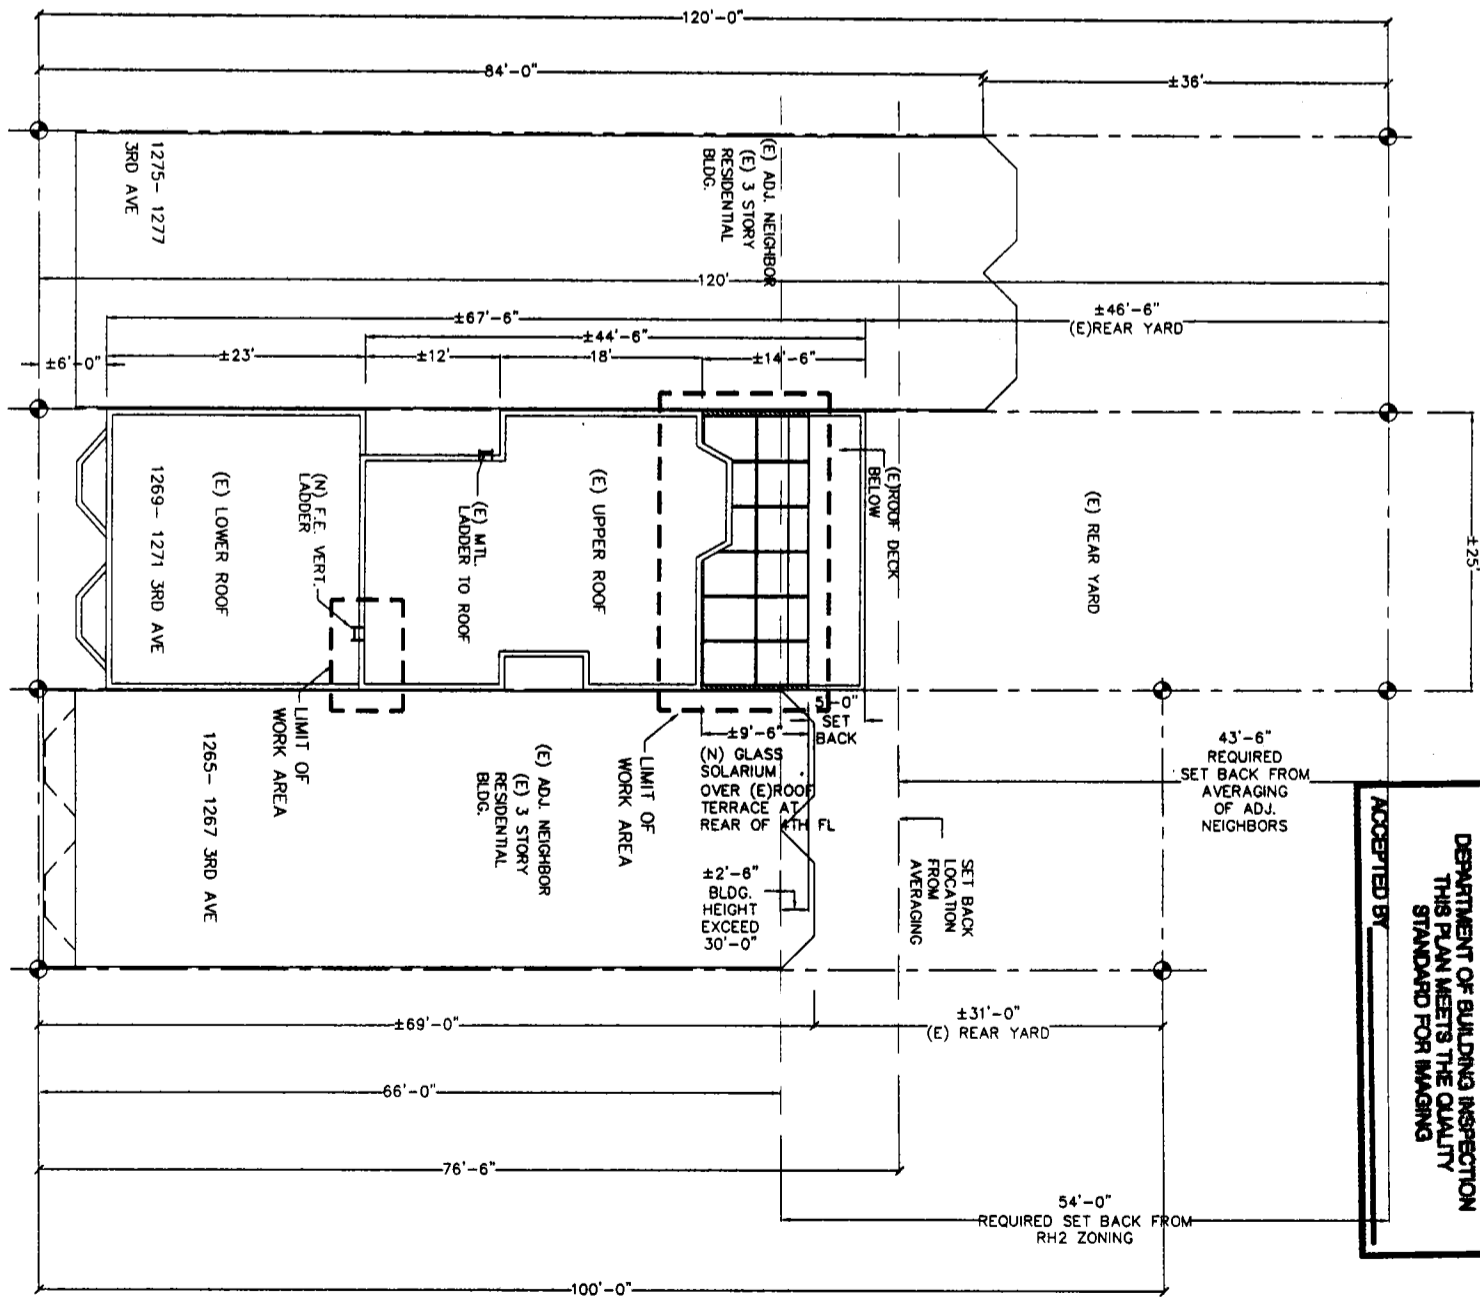 120'-0"
84'-0"
±36'
1275- 1277
3RD AVE
(E) ADJ. NEIGHBOR
(E) 3 STORY
RESIDENTIAL
BLDG.
120'
±67'-6"
±46'-6"
(E)REAR YARD
±44'-6"
±6'-0"
±23'
±12'
18'
±14'-6"
±25'
1269- 1271 3RD AVE
(E) LOWER ROOF
(N) F.E. VERT.
LADDER
(E) MTL.
LADDER TO ROOF
(E) UPPER ROOF
(E)ROOF DECK
BELOW
(E) REAR YARD
LIMIT OF
WORK AREA
1265- 1267 3RD AVE
(E) ADJ. NEIGHBOR
(E) 3 STORY
RESIDENTIAL
BLDG.
LIMIT OF
WORK AREA
5'-0"
SET
BACK
±9'-6"
(N) GLASS
SOLARIUM
OVER (E)ROOF
TERRACE AT
REAR OF 4TH FL
±2'-6"
BLDG.
HEIGHT
EXCEED
30'-0"
SET BACK
LOCATION
FROM
AVERAGING
43'-6"
REQUIRED
SET BACK FROM
AVERAGING
OF ADJ.
NEIGHBORS
DEPARTMENT OF BUILDING INSPECTION
THIS PLAN MEETS THE QUALITY
STANDARD FOR IMAGING
ACCEPTED BY
±69'-0"
±31'-0"
(E) REAR YARD
66'-0"
76'-6"
54'-0"
REQUIRED SET BACK FROM
RH2 ZONING
100'-0"